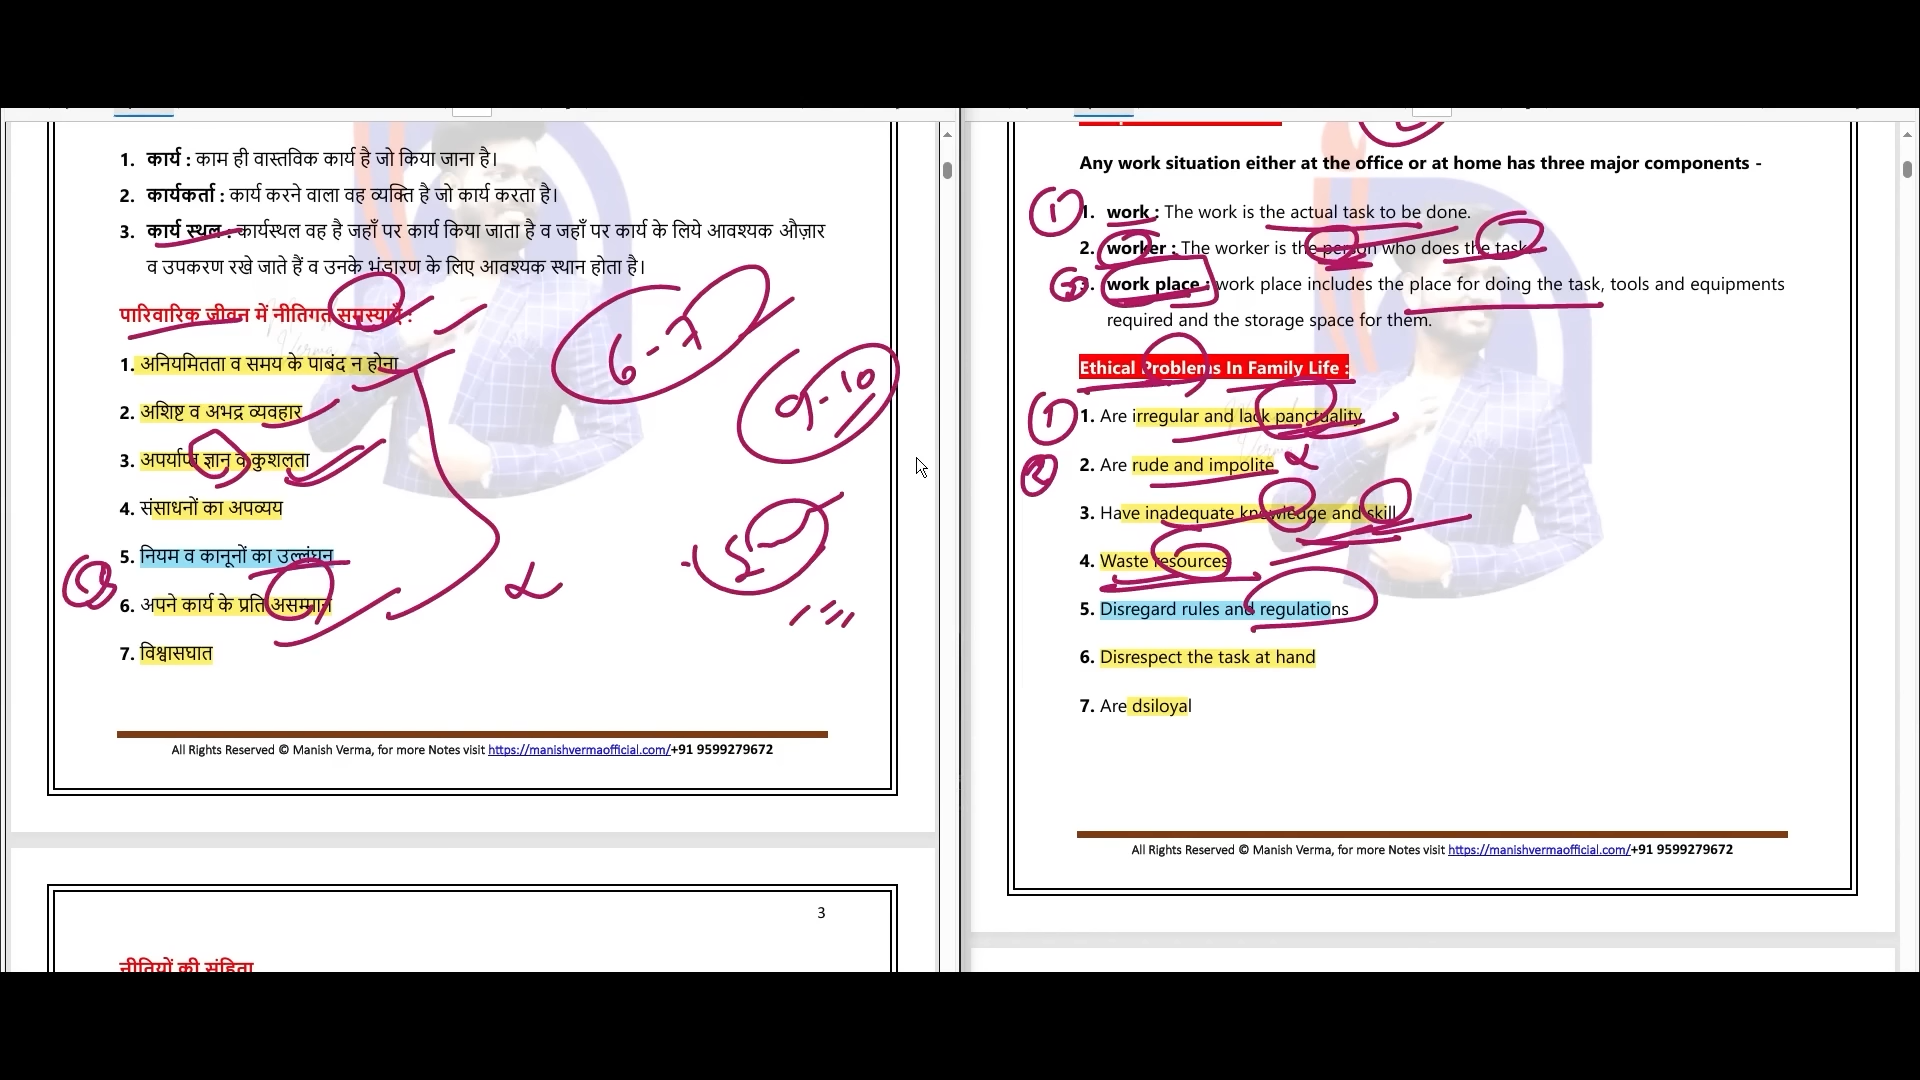 1. कार्य : काम ही वास्तविक कार्य है जो किया जाना है।
2. कार्यकर्ता : कार्य करने वाला वह व्यक्ति है जो कार्य करता है।
3. कार्य स्थल : कार्यस्थल वह है जहाँ पर कार्य किया जाता है व जहाँ पर कार्य के लिये आवश्यक औज़ार
व उपकरण रखे जाते हैं व उनके भंडारण के लिए आवश्यक स्थान होता है।
पारिवारिक जीवन में नीतिगत समस्याएँ :
1. अनियमितता व समय के पाबंद न होना
2. अशिष्ट व अभद्र व्यवहार
3. अपर्याप्त ज्ञान व कुशलता
4. संसाधनों का अपव्यय
5. नियम व कानूनों का उल्लंघन
6. अपने कार्य के प्रति असम्मान
7. विश्वासघात
6-7
9-10
All Rights Reserved © Manish Verma, for more Notes visit https://manishvermaofficial.com/+91 9599279672
3
नीतियों की संहिता
Any work situation either at the office or at home has three major components -
1. work : The work is the actual task to be done.
2. worker : The worker is the person who does the task
3. work place : work place includes the place for doing the task, tools and equipments
required and the storage space for them.
Ethical Problems In Family Life :
1. Are irregular and lack panctuality
2. Are rude and impolite
3. Have inadequate knowledge and skill
4. Waste resources
5. Disregard rules and regulations
6. Disrespect the task at hand
7. Are dsiloyal
All Rights Reserved © Manish Verma, for more Notes visit https://manishvermaofficial.com/+91 9599279672